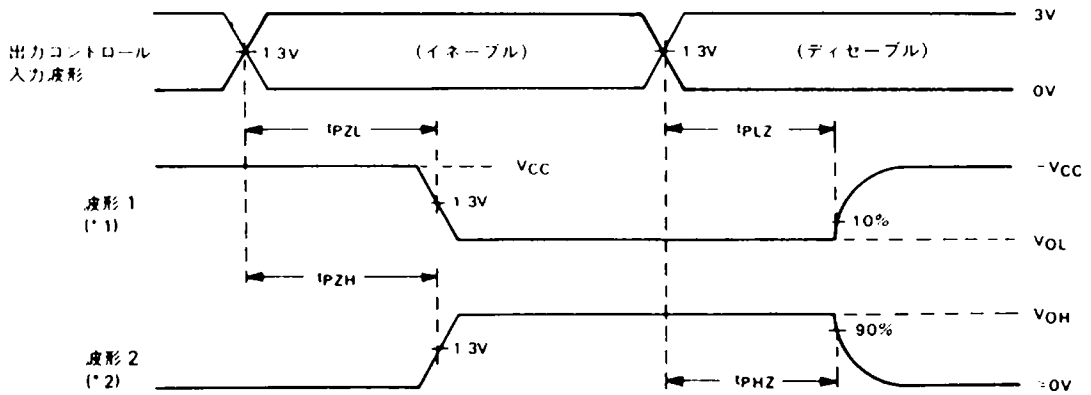 3V
出力コントロール
入力波形
1 3V
(イネーブル)
1 3V
(ディセーブル)
0V
tPZL
tPLZ
VCC
≈VCC
波形 1
(*1)
1 3V
10%
VOL
tPZH
VOH
波形 2
(*2)
1 3V
90%
tPHZ
≈0V